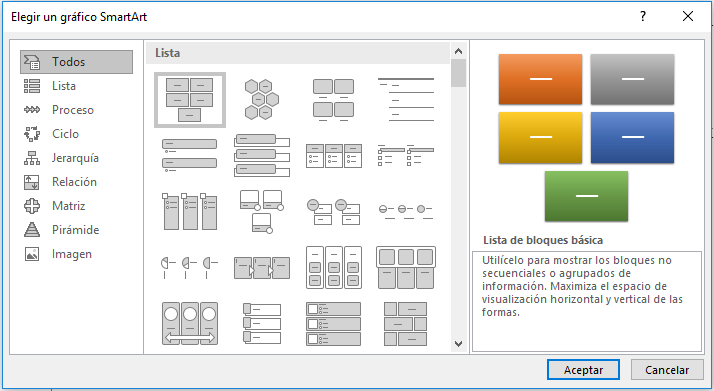 Elegir un gráfico SmartArt
?
Todos
Lista
Proceso
Ciclo
Jerarquía
Relación
Matriz
Pirámide
Imagen
Lista
Lista de bloques básica
Utilícelo para mostrar los bloques no
secuenciales o agrupados de
información. Maximiza el espacio de
visualización horizontal y vertical de las
formas.
Aceptar
Cancelar